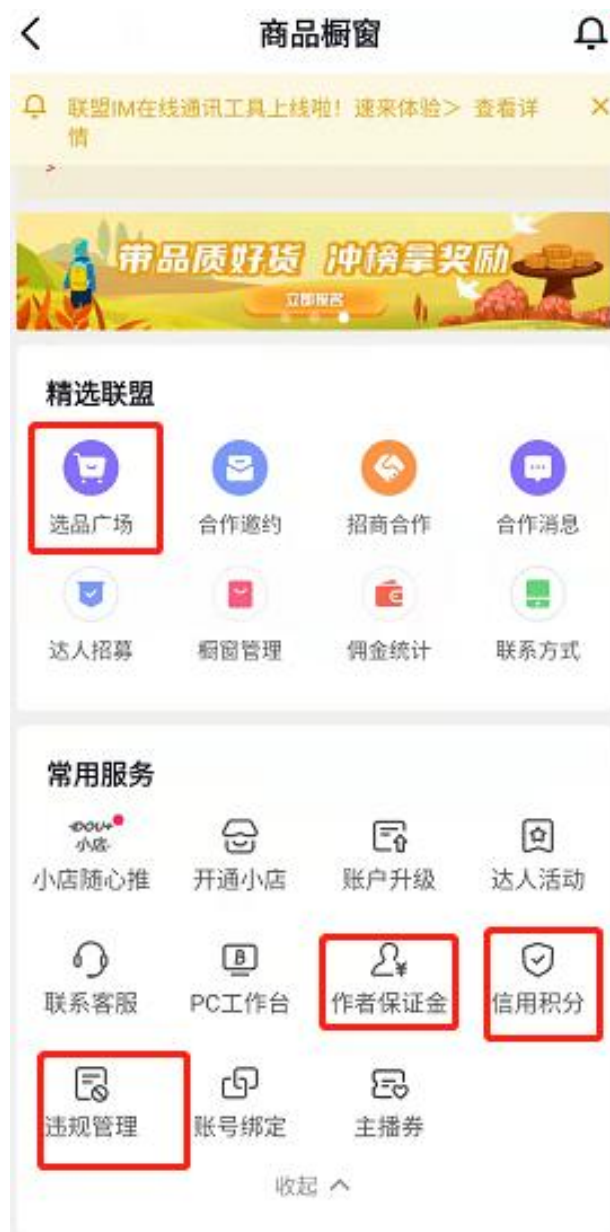 商品橱窗
联盟IM在线通讯工具上线啦！速来体验＞ 查看详
情
>
带品质好货 冲榜拿奖励
立即报名
精选联盟
选品广场 合作邀约 招商合作 合作消息
达人招募 橱窗管理 佣金统计 联系方式
常用服务
DOU+
小店
小店随心推 开通小店 账户升级 达人活动
联系客服 PC工作台 作者保证金 信用积分
违规管理 账号绑定 主播券
收起